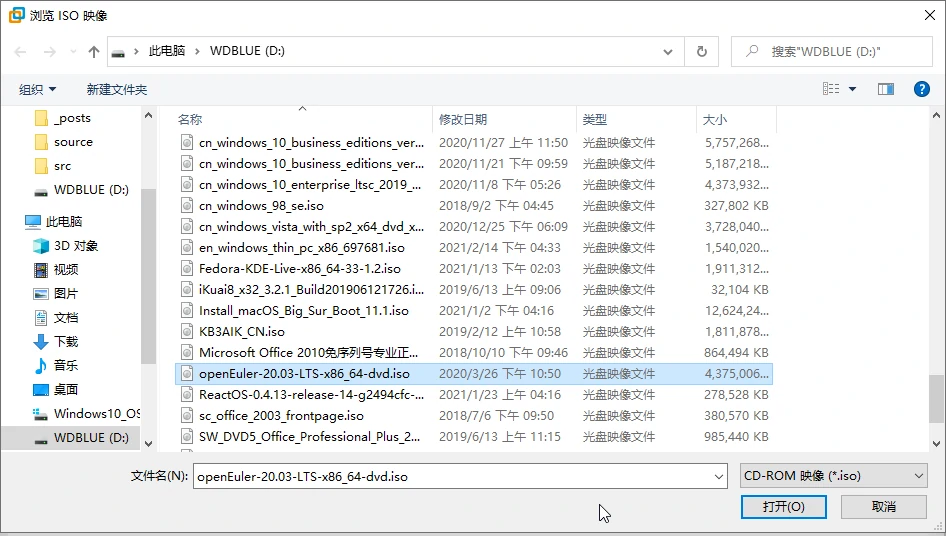 浏览 ISO 映像
此电脑 › WDBLUE (D:)
搜索"WDBLUE (D:)"
组织 新建文件夹
_posts
source
src
WDBLUE (D:)
此电脑
3D 对象
视频
图片
文档
下载
音乐
桌面
Windows10_OS
WDBLUE (D:)
名称 修改日期 类型 大小
cn_windows_10_business_editions_ver... 2020/11/27 上午 11:50 光盘映像文件 5,757,268...
cn_windows_10_business_editions_ver... 2020/11/21 上午 09:59 光盘映像文件 5,187,218...
cn_windows_10_enterprise_ltsc_2019_... 2020/11/8 下午 05:26 光盘映像文件 4,373,932...
cn_windows_98_se.iso 2018/9/2 下午 04:45 光盘映像文件 327,802 KB
cn_windows_vista_with_sp2_x64_dvd_x... 2020/12/25 下午 06:09 光盘映像文件 3,728,040...
en_windows_thin_pc_x86_697681.iso 2021/2/14 下午 04:33 光盘映像文件 1,540,020...
Fedora-KDE-Live-x86_64-33-1.2.iso 2021/1/13 下午 02:03 光盘映像文件 1,911,312...
iKuai8_x32_3.2.1_Build201906121726.i... 2019/6/13 上午 09:06 光盘映像文件 32,104 KB
Install_macOS_Big_Sur_Boot_11.1.iso 2021/1/2 下午 04:16 光盘映像文件 12,624,24...
KB3AIK_CN.iso 2019/2/12 上午 10:58 光盘映像文件 1,811,878...
Microsoft Office 2010免序列号专业正... 2018/10/10 下午 09:46 光盘映像文件 864,494 KB
openEuler-20.03-LTS-x86_64-dvd.iso 2020/3/26 下午 10:50 光盘映像文件 4,375,006...
ReactOS-0.4.13-release-14-g2494cfc-... 2021/1/23 上午 04:16 光盘映像文件 278,528 KB
sc_office_2003_frontpage.iso 2018/7/6 下午 09:50 光盘映像文件 380,570 KB
SW_DVD5_Office_Professional_Plus_2... 2019/6/13 上午 11:15 光盘映像文件 985,440 KB
文件名(N): openEuler-20.03-LTS-x86_64-dvd.iso CD-ROM 映像 (*.iso)
打开(O) 取消